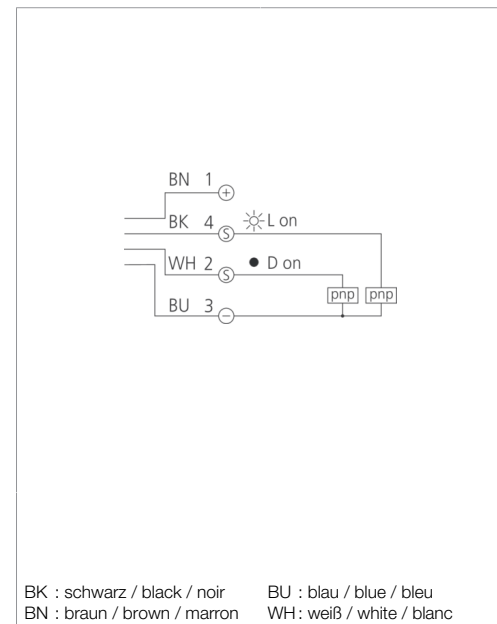 BN 1 +
BK 4 S L on
WH 2 S D on
pnp pnp
BU 3 −
BK : schwarz / black / noir BU : blau / blue / bleu
BN : braun / brown / marron WH : weiß / white / blanc